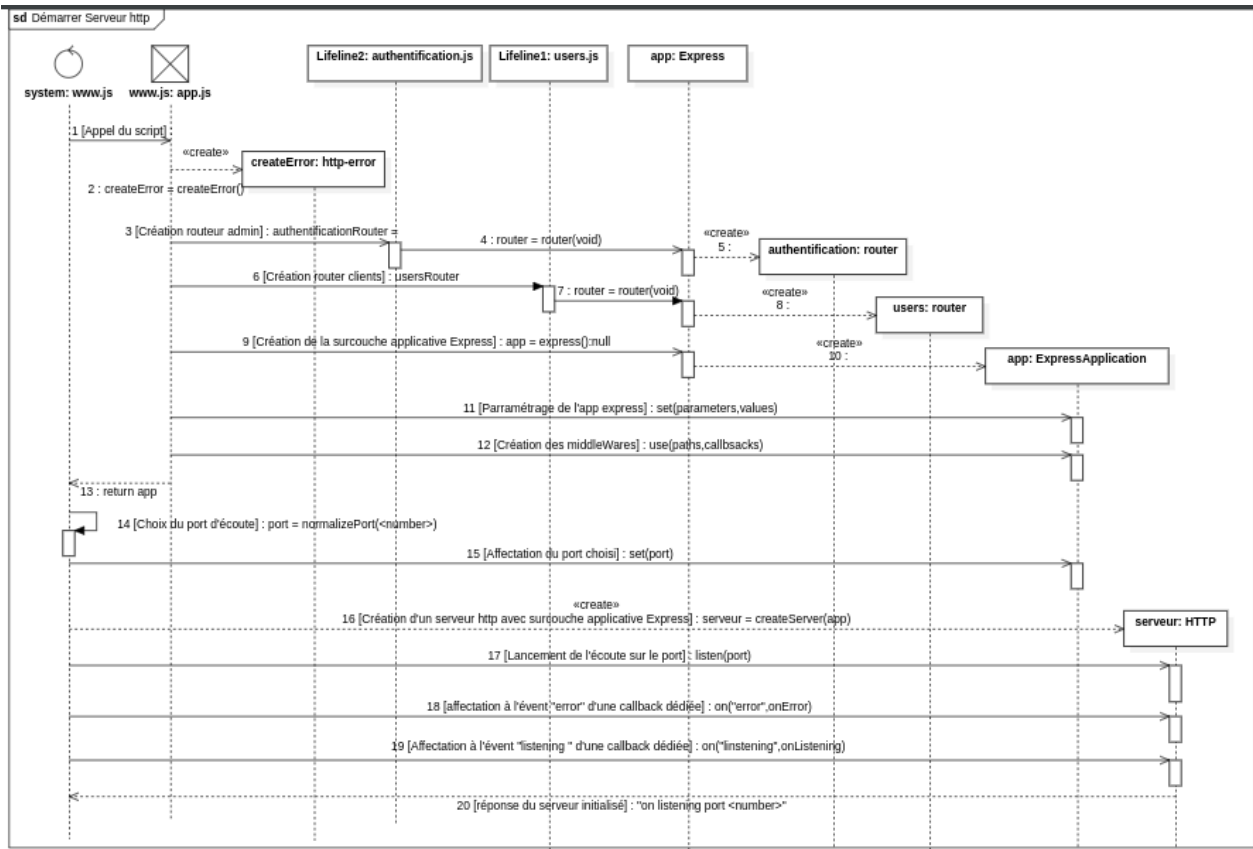 sd Démarrer Serveur http
Lifeline2: authentification.js
Lifeline1: users.js
app: Express
system: www.js
www.js: app.js
1 [Appel du script]
«create»
createError: http-error
2 : createError = createError()
3 [Création routeur admin] : authentificationRouter =
4 : router = router(void)
«create»
5 :
authentification: router
6 [Création router clients] : usersRouter
7 : router = router(void)
«create»
8 :
users: router
9 [Création de la surcouche applicative Express] : app = express():null
«create»
10 :
app: ExpressApplication
11 [Parramétrage de l'app express] : set(parameters,values)
12 [Création des middleWares] : use(paths,callbsacks)
13 : return app
14 [Choix du port d'écoute] : port = normalizePort(<number>)
15 [Affectation du port choisi] : set(port)
«create»
16 [Création d'un serveur http avec surcouche applicative Express] : serveur = createServer(app)
serveur: HTTP
17 [Lancement de l'écoute sur le port] : listen(port)
18 [affectation à l'évent "error" d'une callback dédiée] : on("error",onError)
19 [Affectation à l'évent "listening " d'une callback dédiée] : on("linstening",onListening)
20 [réponse du serveur initialisé] : "on listening port <number>"